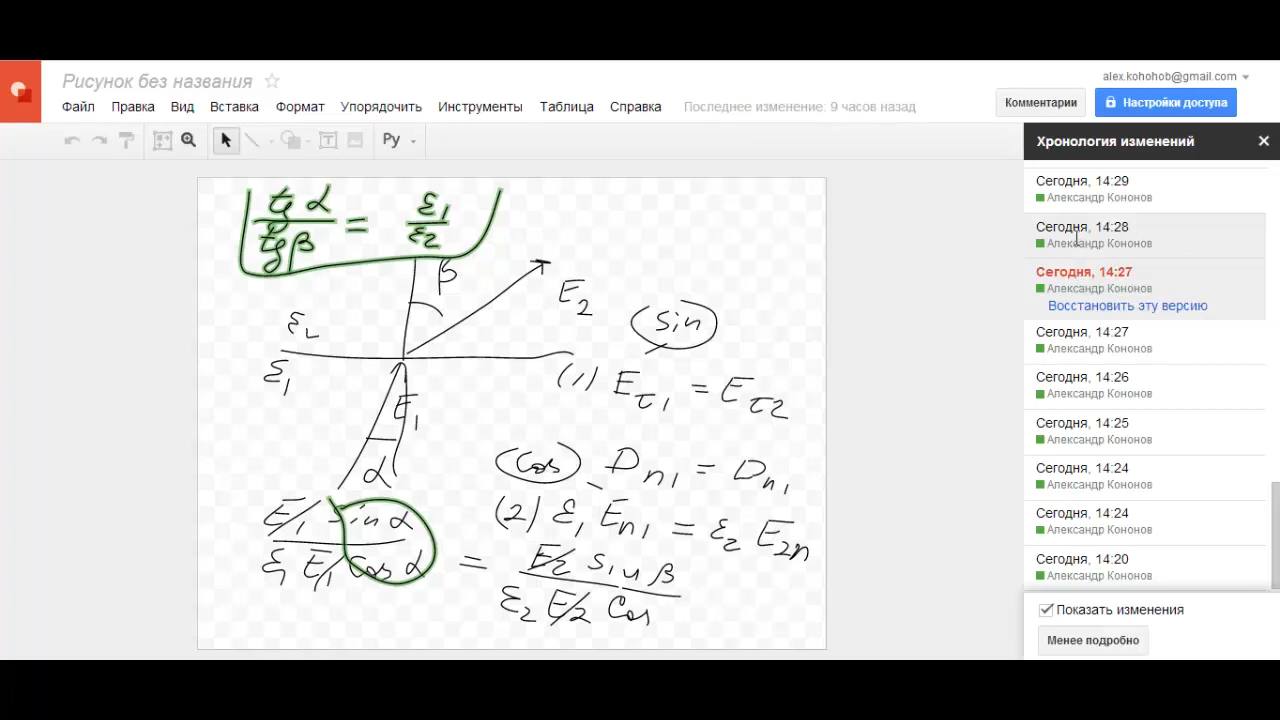 Рисунок без названия
alex.kohohob@gmail.com
Файл Правка Вид Вставка Формат Упорядочить Инструменты Таблица Справка Последнее изменение: 9 часов назад
Комментарии Настройки доступа
Ру
Хронология изменений
Сегодня, 14:29
Александр Кононов
Сегодня, 14:28
Александр Кононов
Сегодня, 14:27
Александр Кононов
Восстановить эту версию
Сегодня, 14:27
Александр Кононов
Сегодня, 14:26
Александр Кононов
Сегодня, 14:25
Александр Кононов
Сегодня, 14:24
Александр Кононов
Сегодня, 14:24
Александр Кононов
Сегодня, 14:20
Александр Кононов
Показать изменения
Менее подробно
tg α / tg β = ε1 / ε2
β
E2
ε2
ε1
E1
α
sin
(1) Eτ1 = Eτ2
cos Dn1 = Dn1
(2) ε1 En1 = ε2 E2n
E1 sin α / ε1 E1 cos α = E2 sin β / ε2 E2 cos